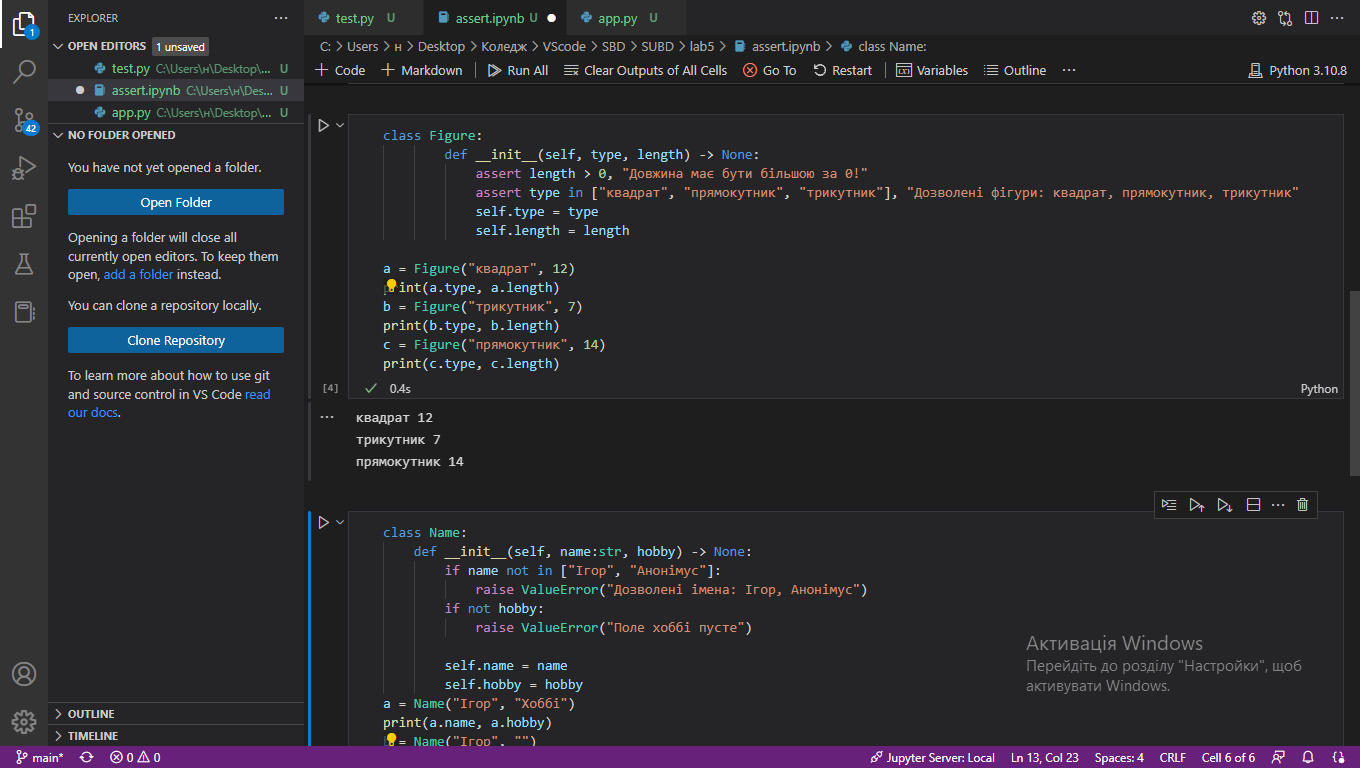 EXPLORER
OPEN EDITORS 1 unsaved
test.py C:\Users\н\Desktop\... U
assert.ipynb C:\Users\н\Des... U
app.py C:\Users\н\Desktop\... U
NO FOLDER OPENED
You have not yet opened a folder.
Open Folder
Opening a folder will close all
currently open editors. To keep them
open, add a folder instead.
You can clone a repository locally.
Clone Repository
To learn more about how to use git
and source control in VS Code read
our docs.
OUTLINE
TIMELINE
1
42
test.py U
assert.ipynb U
app.py U
C: > Users > н > Desktop > Коледж > VScode > SBD > SUBD > lab5 > assert.ipynb > class Name:
+ Code + Markdown Run All Clear Outputs of All Cells Go To Restart Variables Outline ... Python 3.10.8
class Figure:
def __init__(self, type, length) -> None:
assert length > 0, "Довжина має бути більшою за 0!"
assert type in ["квадрат", "прямокутник", "трикутник"], "Дозволені фігури: квадрат, прямокутник, трикутник"
self.type = type
self.length = length
a = Figure("квадрат", 12)
int(a.type, a.length)
b = Figure("трикутник", 7)
print(b.type, b.length)
c = Figure("прямокутник", 14)
print(c.type, c.length)
[4] 0.4s Python
квадрат 12
трикутник 7
прямокутник 14
class Name:
def __init__(self, name:str, hobby) -> None:
if name not in ["Ігор", "Анонімус"]:
raise ValueError("Дозволені імена: Ігор, Анонімус")
if not hobby:
raise ValueError("Поле хоббі пусте")
self.name = name
self.hobby = hobby
a = Name("Ігор", "Хоббі")
print(a.name, a.hobby)
= Name("Ігор", "")
Активація Windows
Перейдіть до розділу "Настройки", щоб
активувати Windows.
main* 0 0 Jupyter Server: Local Ln 13, Col 23 Spaces: 4 CRLF Cell 6 of 6